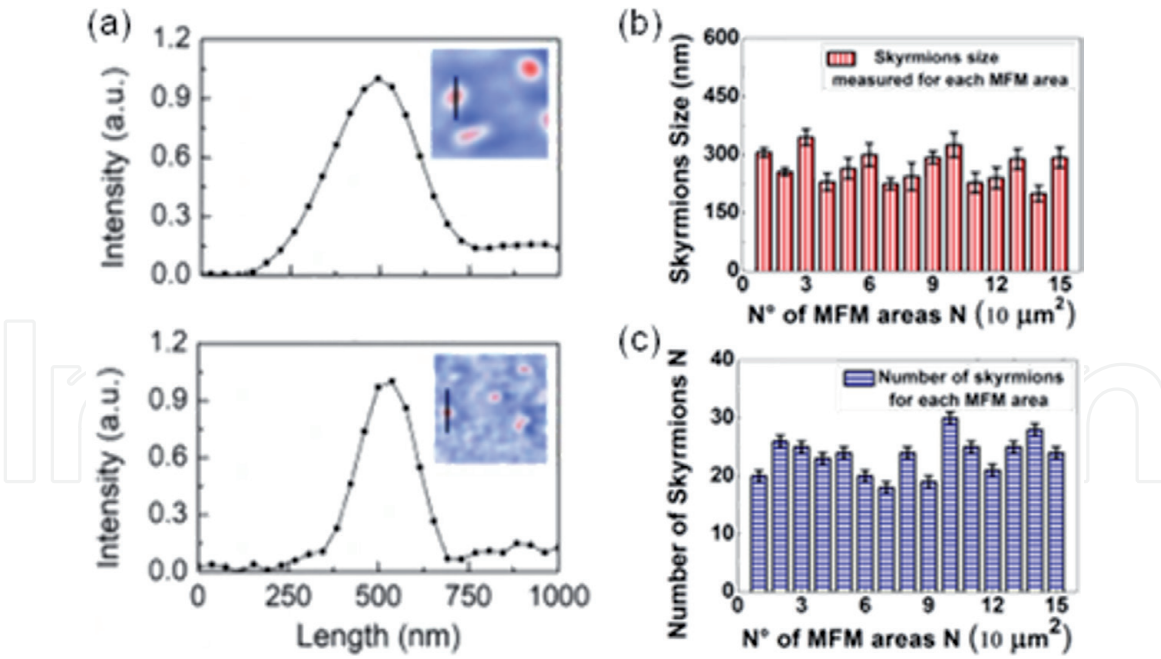 (a)
1.2
0.9
0.6
0.3
0.0
Intensity (a.u.)
1.2
0.9
0.6
0.3
0.0
Intensity (a.u.)
0 250 500 750 1000
Length (nm)
(b)
600
450
300
150
0
Skyrmions Size (nm)
Skyrmions size
measured for each MFM area
0 3 6 9 12 15
N° of MFM areas N (10 μm²)
(c)
40
30
20
10
0
Number of Skyrmions N
Number of skyrmions
for each MFM area
0 3 6 9 12 15
N° of MFM areas N (10 μm²)